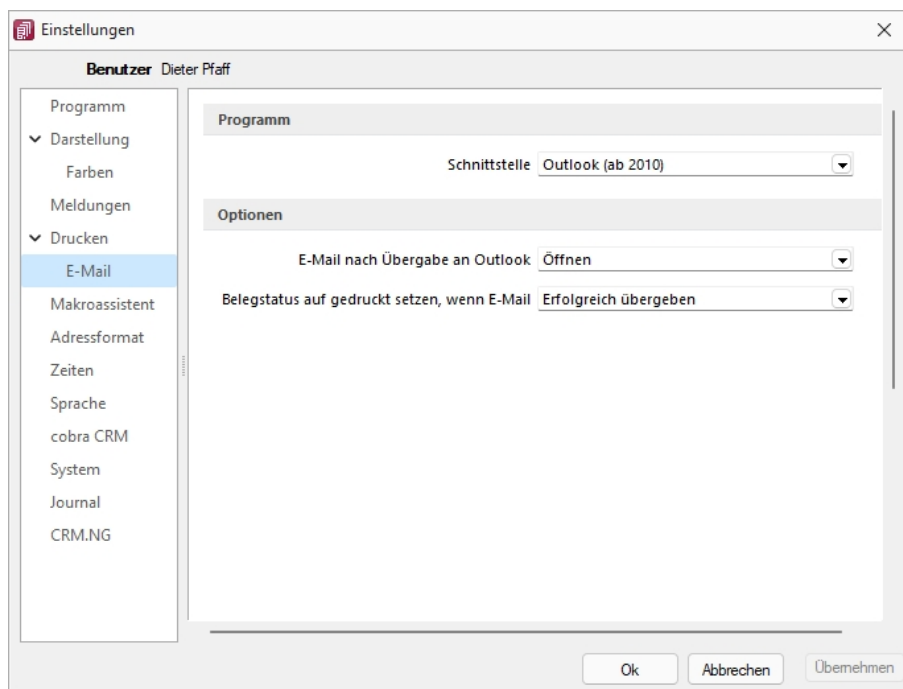 Einstellungen
Benutzer Dieter Pfaff
Programm
Darstellung
Farben
Meldungen
Drucken
E-Mail
Makroassistent
Adressformat
Zeiten
Sprache
cobra CRM
System
Journal
CRM.NG
Programm
Schnittstelle Outlook (ab 2010)
Optionen
E-Mail nach Übergabe an Outlook Öffnen
Belegstatus auf gedruckt setzen, wenn E-Mail Erfolgreich übergeben
Ok Abbrechen Übernehmen